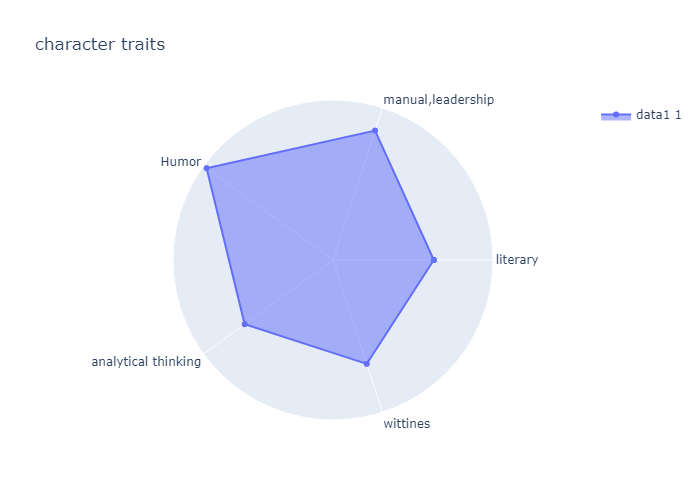 character traits
manual,leadership
data1 1
Humor
literary
analytical thinking
wittines